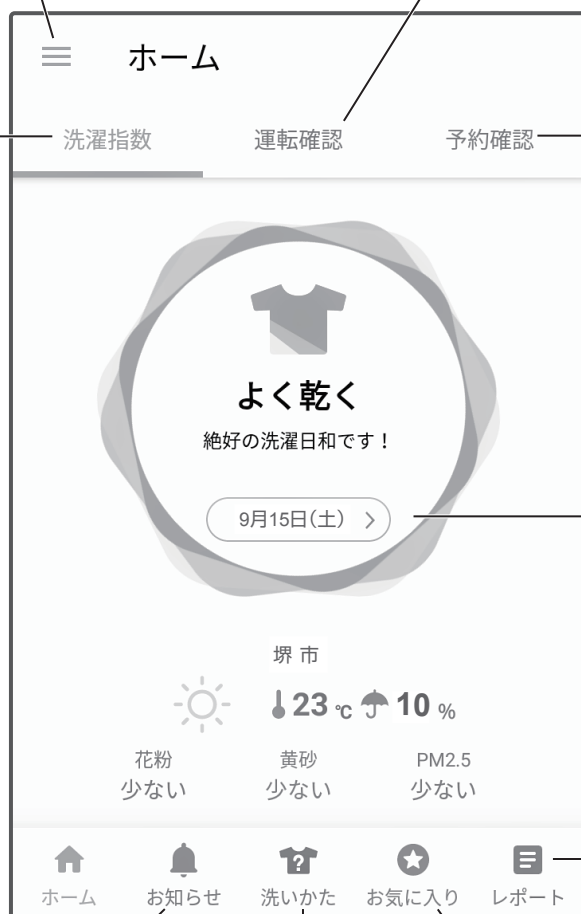 ホーム
洗濯指数 運転確認 予約確認
よく乾く
絶好の洗濯日和です！
9月15日(土)
堺市
23℃ 10%
花粉 黄砂 PM2.5
少ない 少ない 少ない
?
ホーム お知らせ 洗いかた お気に入り レポート